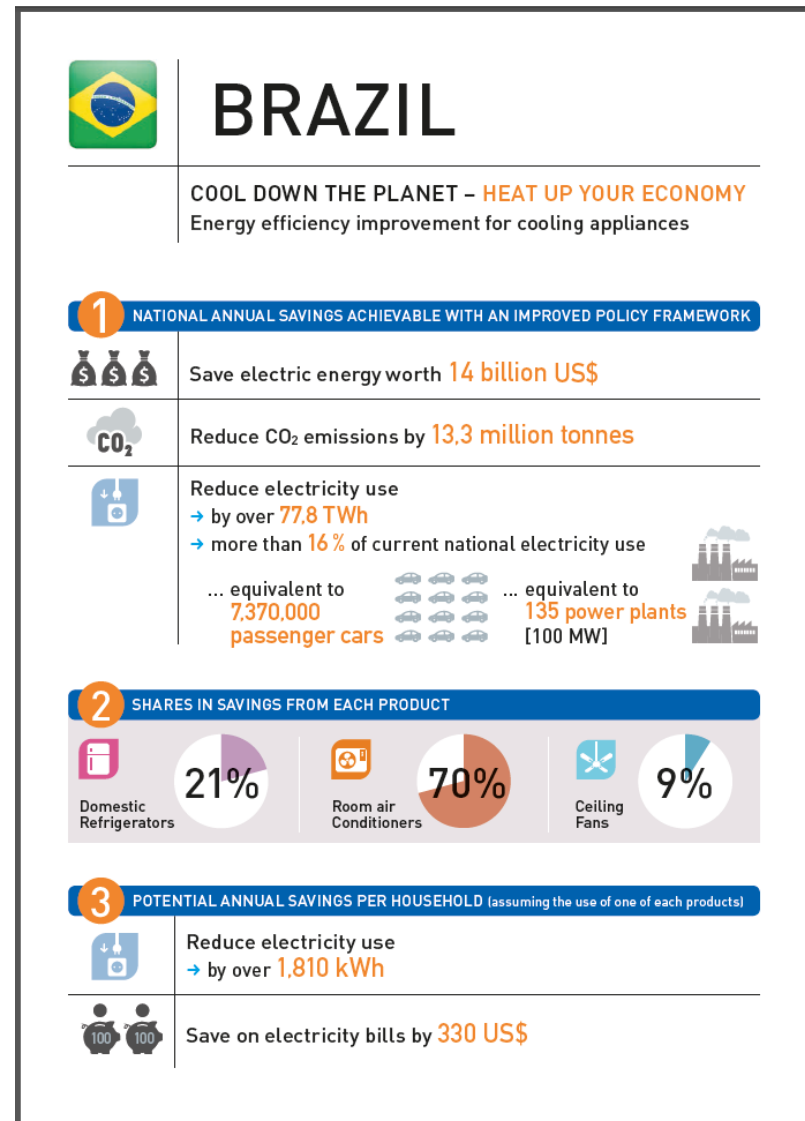 BRAZIL
COOL DOWN THE PLANET – HEAT UP YOUR ECONOMY
Energy efficiency improvement for cooling appliances
1 NATIONAL ANNUAL SAVINGS ACHIEVABLE WITH AN IMPROVED POLICY FRAMEWORK
$ $ $
Save electric energy worth 14 billion US$
CO₂
Reduce CO₂ emissions by 13,3 million tonnes
Reduce electricity use
→ by over 77,8 TWh
→ more than 16 % of current national electricity use
... equivalent to
7,370,000
passenger cars
... equivalent to
135 power plants
[100 MW]
2 SHARES IN SAVINGS FROM EACH PRODUCT
21%
Domestic
Refrigerators
70%
Room air
Conditioners
9%
Ceiling
Fans
3 POTENTIAL ANNUAL SAVINGS PER HOUSEHOLD (assuming the use of one of each products)
Reduce electricity use
→ by over 1,810 kWh
100 100
Save on electricity bills by 330 US$